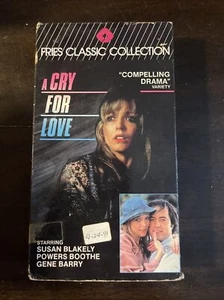 FRIES CLASSIC COLLECTION
A CRY
FOR
LOVE
"COMPELLING
DRAMA"
VARIETY
STARRING
SUSAN BLAKELY
POWERS BOOTHE
GENE BARRY